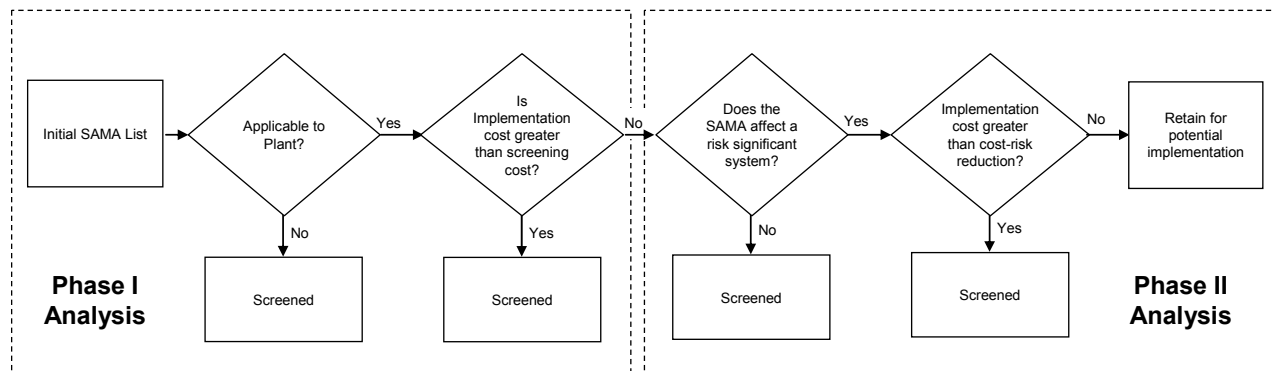 Initial SAMA List
Applicable to
Plant?
Yes
No
Screened
Is
Implementation
cost greater
than screening
cost?
No
Yes
Screened
Phase I
Analysis
Does the
SAMA affect a
risk significant
system?
Yes
No
Screened
Implementation
cost greater
than cost-risk
reduction?
No
Yes
Screened
Retain for
potential
implementation
Phase II
Analysis